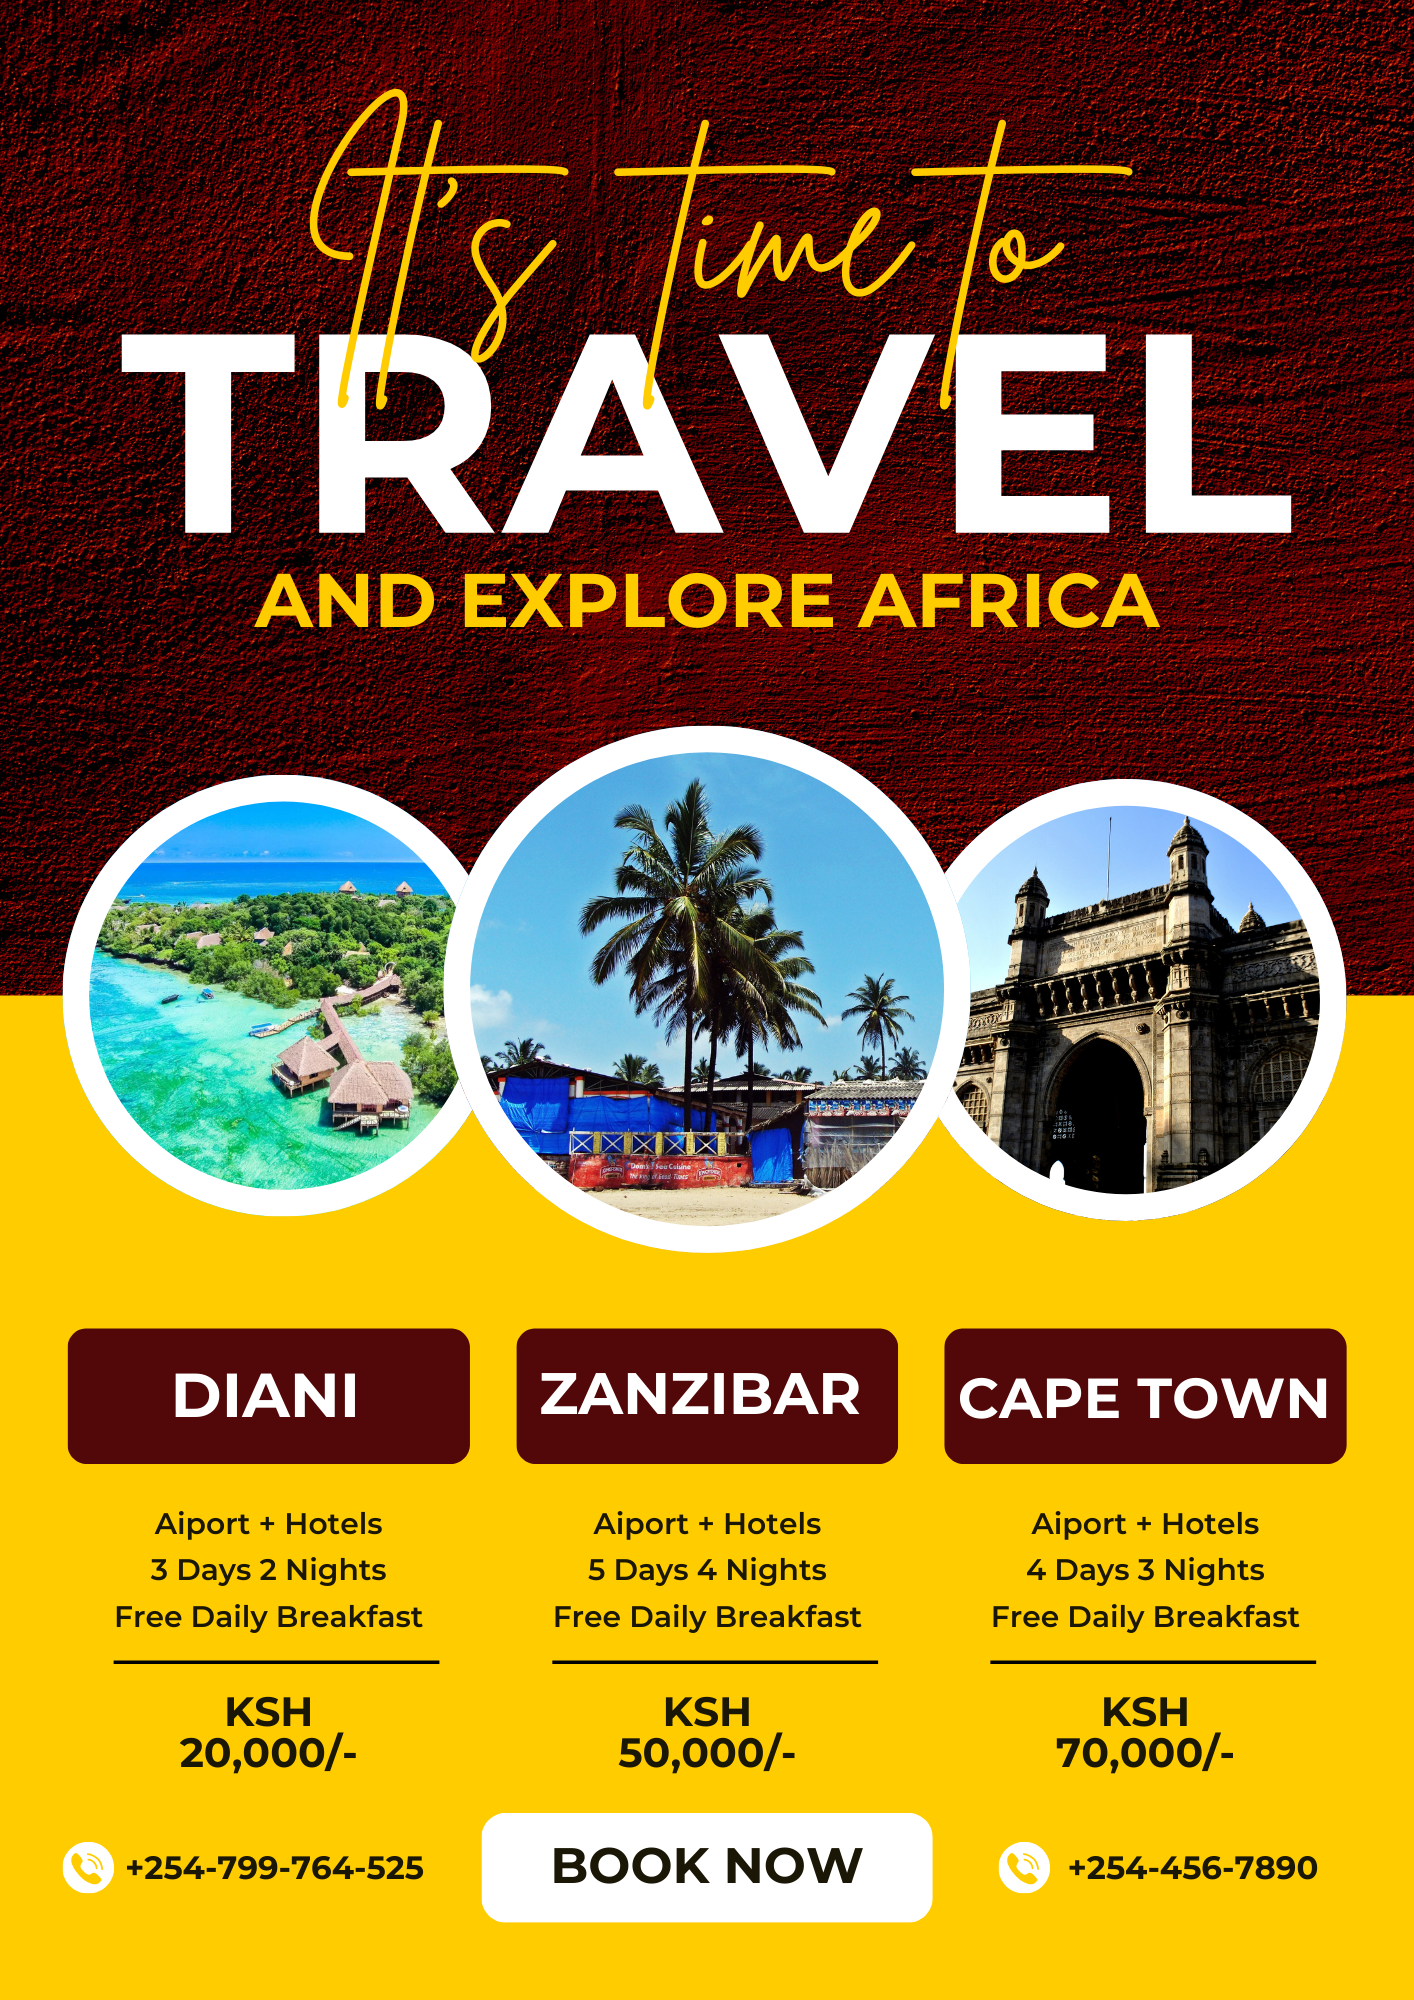 It's time to
TRAVEL
AND EXPLORE AFRICA
DIANI
Aiport + Hotels
3 Days 2 Nights
Free Daily Breakfast
KSH
20,000/-
ZANZIBAR
Aiport + Hotels
5 Days 4 Nights
Free Daily Breakfast
KSH
50,000/-
CAPE TOWN
Aiport + Hotels
4 Days 3 Nights
Free Daily Breakfast
KSH
70,000/-
+254-799-764-525
BOOK NOW
+254-456-7890